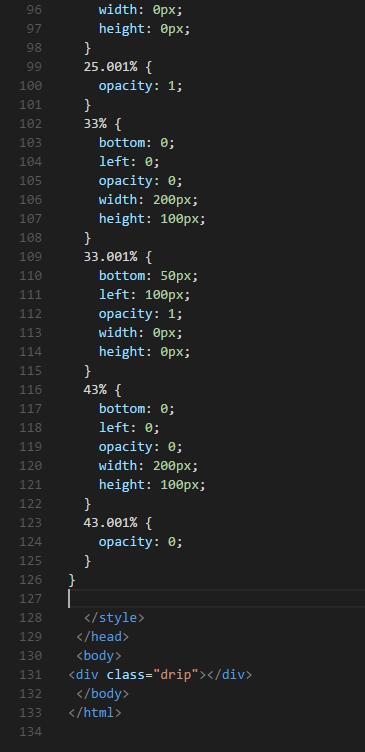 96 width: 0px;
97 height: 0px;
98 }
99 25.001% {
100 opacity: 1;
101 }
102 33% {
103 bottom: 0;
104 left: 0;
105 opacity: 0;
106 width: 200px;
107 height: 100px;
108 }
109 33.001% {
110 bottom: 50px;
111 left: 100px;
112 opacity: 1;
113 width: 0px;
114 height: 0px;
115 }
116 43% {
117 bottom: 0;
118 left: 0;
119 opacity: 0;
120 width: 200px;
121 height: 100px;
122 }
123 43.001% {
124 opacity: 0;
125 }
126 }
127
128 </style>
129 </head>
130 <body>
131 <div class="drip"></div>
132 </body>
133 </html>
134